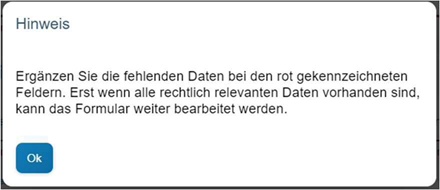 Hinweis
Ergänzen Sie die fehlenden Daten bei den rot gekennzeichneten
Feldern. Erst wenn alle rechtlich relevanten Daten vorhanden sind,
kann das Formular weiter bearbeitet werden.
Ok